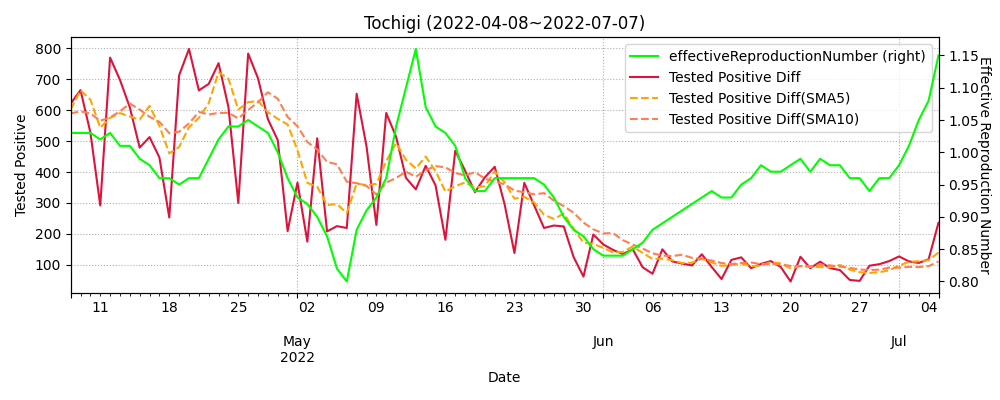 Tochigi (2022-04-08~2022-07-07)
effectiveReproductionNumber (right)
Tested Positive Diff
Tested Positive Diff(SMA5)
Tested Positive Diff(SMA10)
Tested Positive
800
700
600
500
400
300
200
100
Effective Reproduction Number
1.15
1.10
1.05
1.00
0.95
0.90
0.85
0.80
11 18 25 02 09 16 23 30 06 13 20 27 04
May Jun Jul
2022
Date